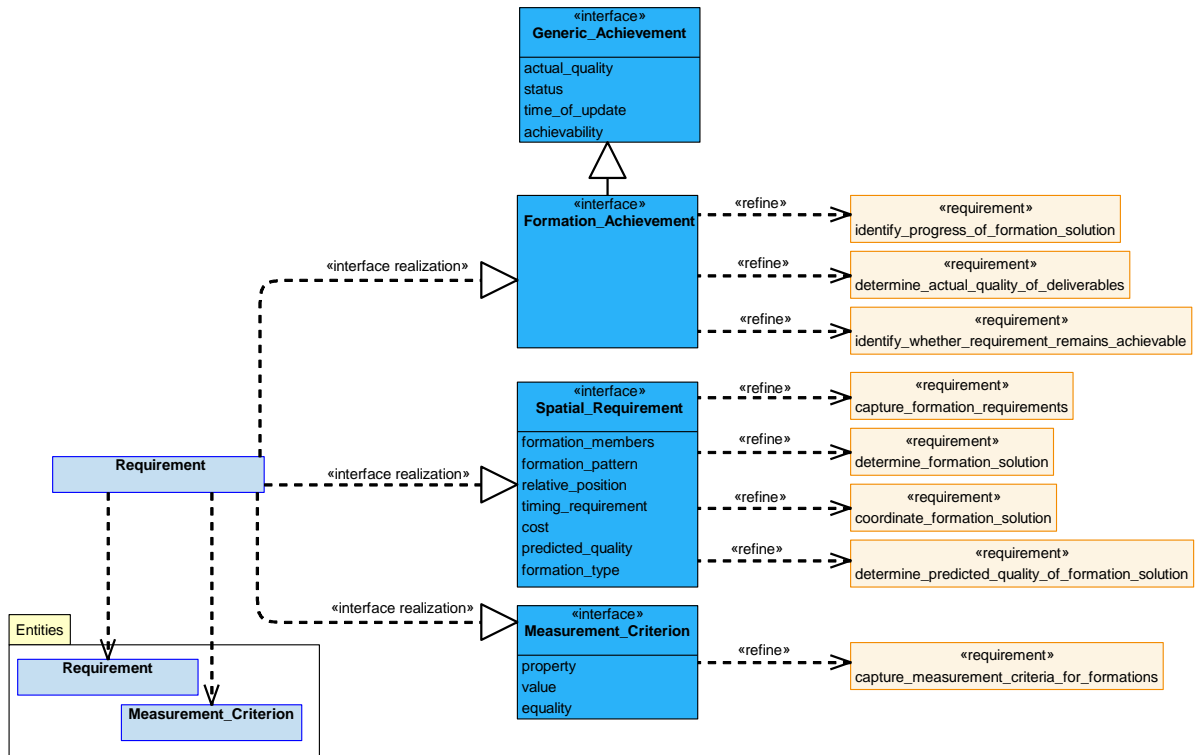 «interface»
Generic_Achievement
actual_quality
status
time_of_update
achievability
«interface»
Formation_Achievement
«refine»
«requirement»
identify_progress_of_formation_solution
«interface realization»
«refine»
«requirement»
determine_actual_quality_of_deliverables
«refine»
«requirement»
identify_whether_requirement_remains_achievable
«interface»
Spatial_Requirement
formation_members
formation_pattern
relative_position
timing_requirement
cost
predicted_quality
formation_type
«refine»
«requirement»
capture_formation_requirements
«refine»
«requirement»
determine_formation_solution
Requirement
«interface realization»
«refine»
«requirement»
coordinate_formation_solution
«refine»
«requirement»
determine_predicted_quality_of_formation_solution
«interface realization»
«interface»
Measurement_Criterion
property
value
equality
«refine»
«requirement»
capture_measurement_criteria_for_formations
Entities
Requirement
Measurement_Criterion